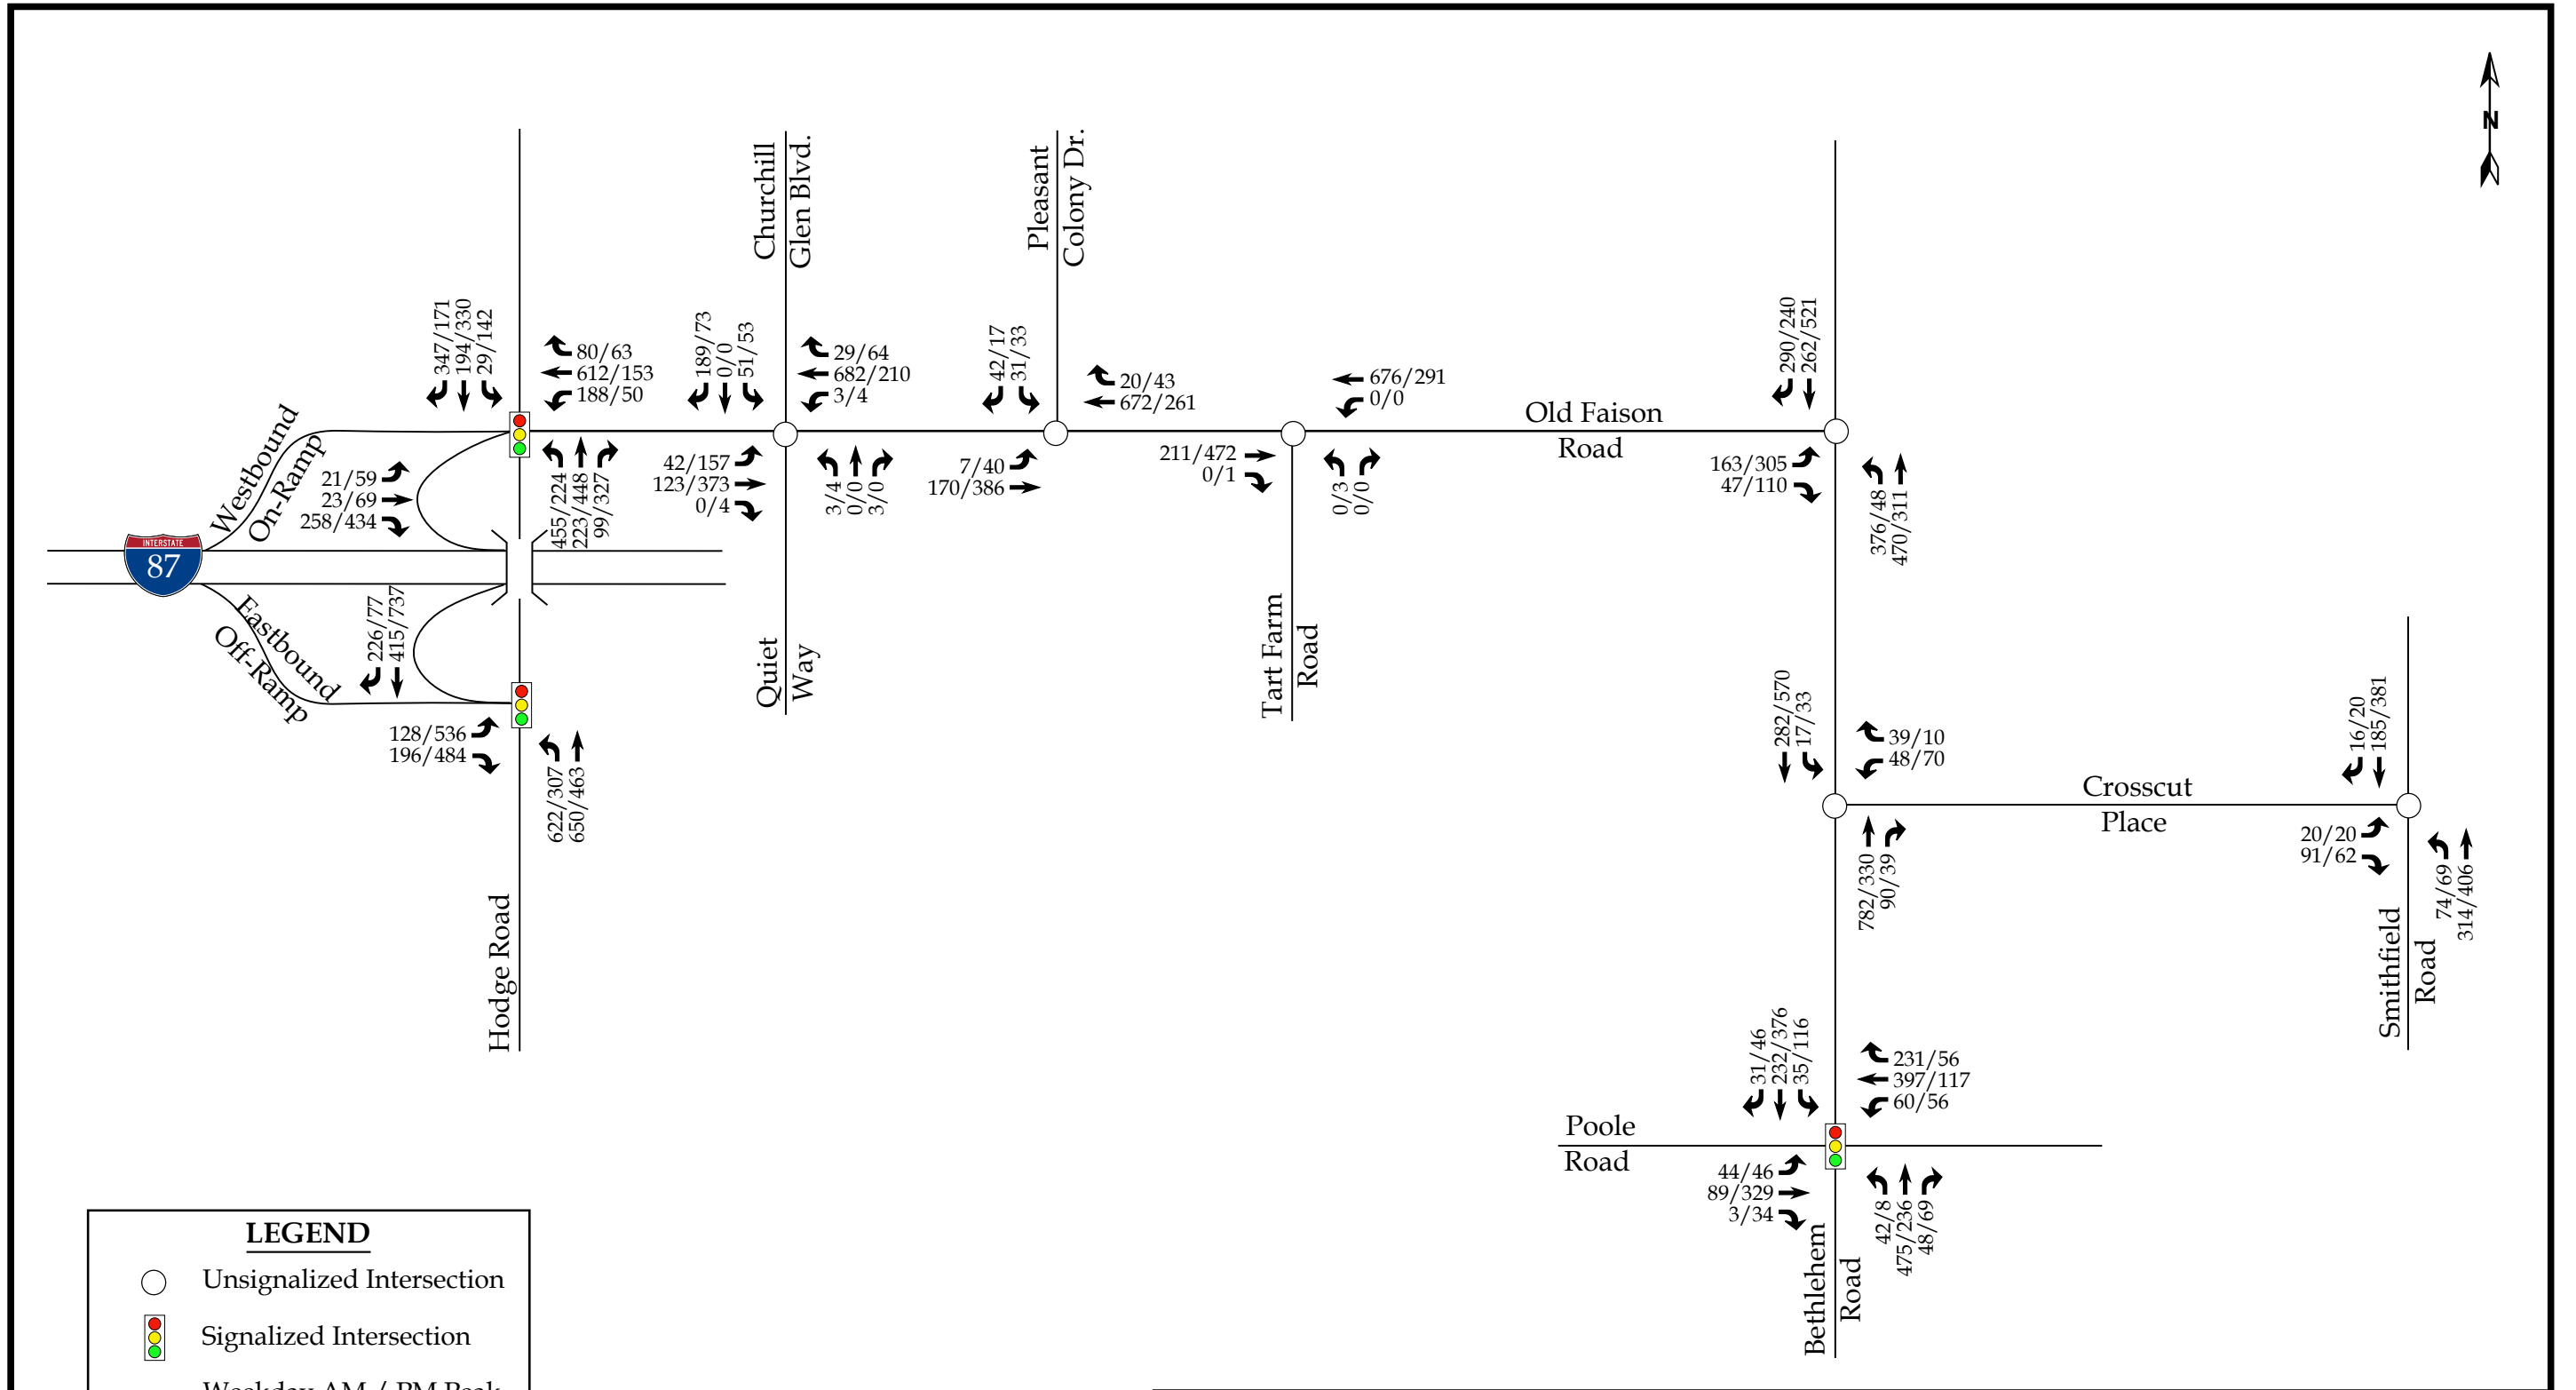 N
Churchill
Glen Blvd.
Pleasant
Colony Dr.
347/171
194/330
29/142
80/63
612/153
188/50
189/73
0/0
51/53
29/64
682/210
3/4
42/17
31/33
20/43
672/261
676/291
0/0
Old Faison
Road
290/240
262/521
Westbound
On-Ramp
21/59
23/69
258/434
455/224
223/448
99/327
42/157
123/373
0/4
3/4
0/0
3/0
7/40
170/386
211/472
0/1
0/3
0/0
163/305
47/110
376/48
470/311
INTERSTATE
87
Eastbound
Off-Ramp
226/77
415/737
128/536
196/484
622/307
650/463
Hodge Road
Quiet
Way
Tart Farm
Road
282/570
17/33
39/10
48/70
782/330
90/39
Crosscut
Place
16/20
185/381
20/20
91/62
74/69
314/406
Smithfield
Road
31/46
232/376
35/116
231/56
397/117
60/56
Poole
Road
44/46
89/329
3/34
42/8
475/236
48/69
Bethlehem
Road
LEGEND
Unsignalized Intersection
Signalized Intersection
Weekday AM / PM Peak